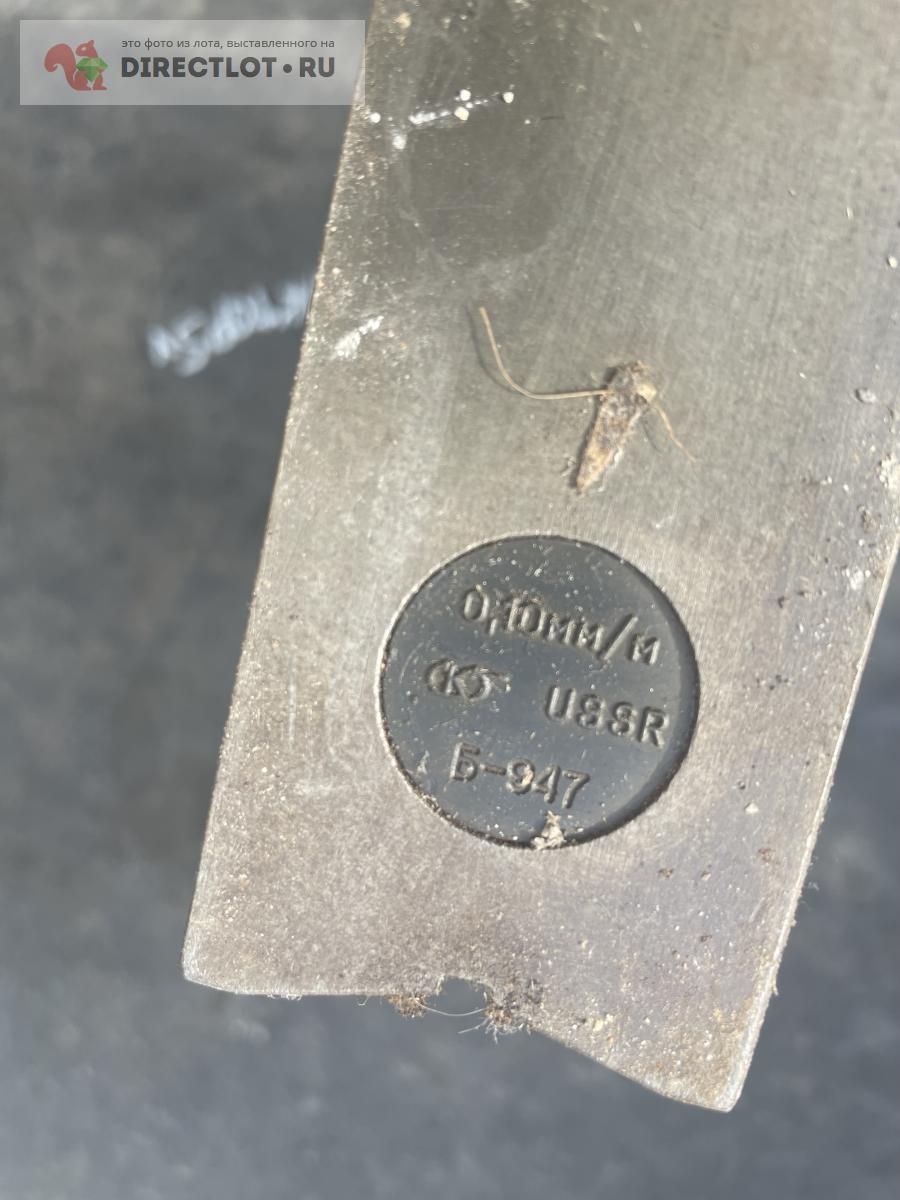 это фото из лота, выставленного на
DIRECTLOT•RU
0,10мм/м
USSR
Б-947